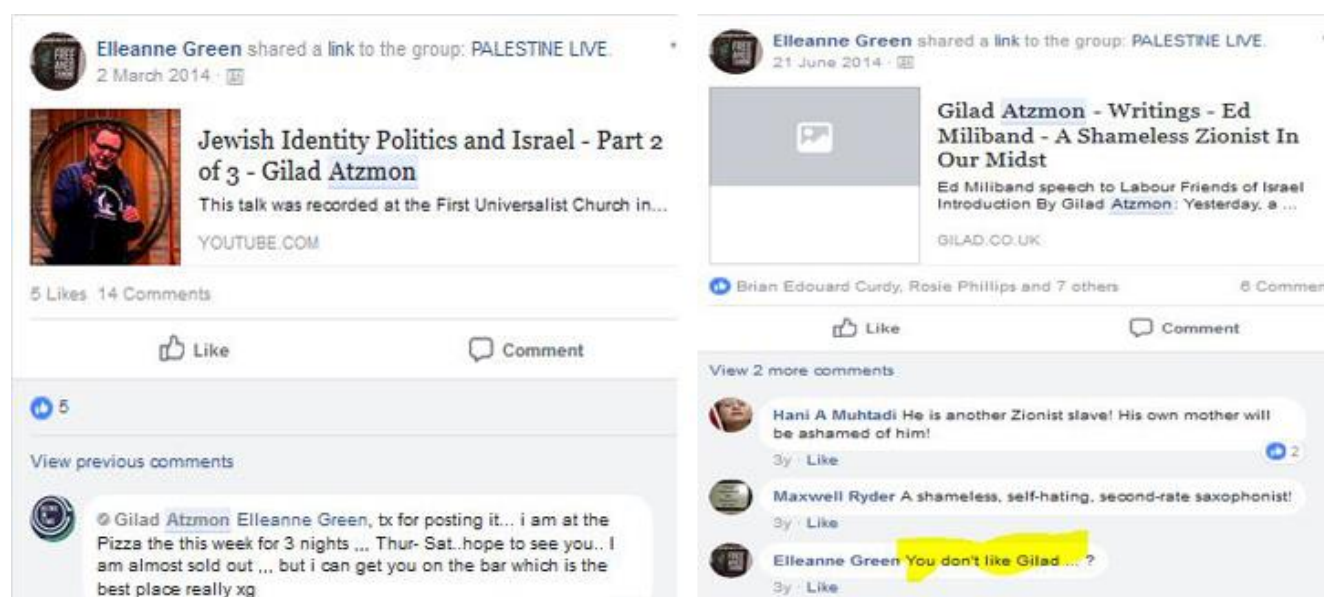 Elleanne Green shared a link to the group: PALESTINE LIVE.
2 March 2014
Jewish Identity Politics and Israel - Part 2
of 3 - Gilad Atzmon
This talk was recorded at the First Universalist Church in...
YOUTUBE.COM
5 Likes 14 Comments
Like Comment
5
View previous comments
Gilad Atzmon Elleanne Green, tx for posting it... i am at the
Pizza the this week for 3 nights ,,, Thur- Sat..hope to see you.. I
am almost sold out ,,, but i can get you on the bar which is the
best place really xg
Elleanne Green shared a link to the group: PALESTINE LIVE.
21 June 2014
Gilad Atzmon - Writings - Ed
Miliband - A Shameless Zionist In
Our Midst
Ed Miliband speech to Labour Friends of Israel
Introduction By Gilad Atzmon: Yesterday, a ...
GILAD.CO.UK
Brian Edouard Curdy, Rosie Phillips and 7 others 6 Commen
Like Comment
View 2 more comments
Hani A Muhtadi He is another Zionist slave! His own mother will
be ashamed of him!
2
3y Like
Maxwell Ryder A shameless, self-hating, second-rate saxophonist!
3y Like
Elleanne Green You don't like Gilad ... ?
3y Like